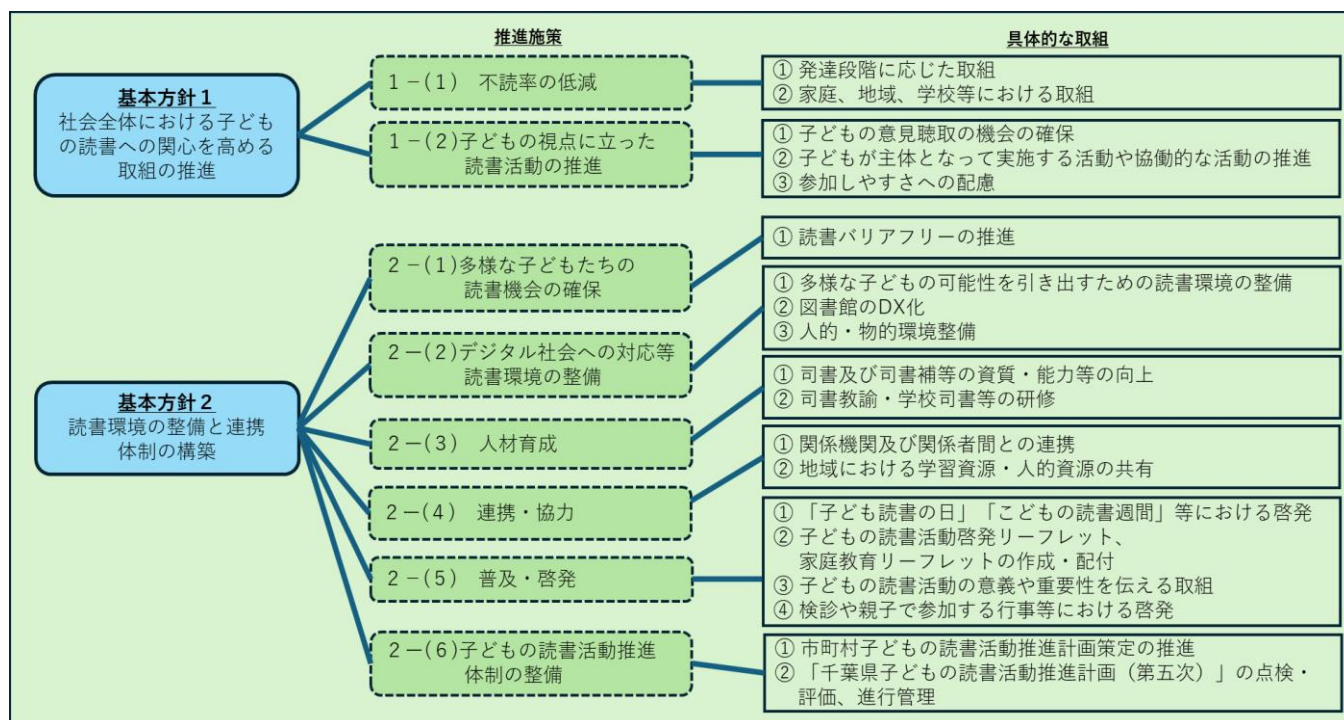 推進施策
具体的な取組
基本方針１
社会全体における子ども
の読書への関心を高める
取組の推進
１－(１)　不読率の低減
① 発達段階に応じた取組
② 家庭、地域、学校等における取組
１－(２)子どもの視点に立った
読書活動の推進
① 子どもの意見聴取の機会の確保
② 子どもが主体となって実施する活動や協働的な活動の推進
③ 参加しやすさへの配慮
基本方針２
読書環境の整備と連携
体制の構築
２－(１)多様な子どもたちの
読書機会の確保
① 読書バリアフリーの推進
２－(２)デジタル社会への対応等
読書環境の整備
① 多様な子どもの可能性を引き出すための読書環境の整備
② 図書館のDX化
③ 人的・物的環境整備
２－(３)　人材育成
① 司書及び司書補等の資質・能力等の向上
② 司書教諭・学校司書等の研修
２－(４)　連携・協力
① 関係機関及び関係者間との連携
② 地域における学習資源・人的資源の共有
２－(５)　普及・啓発
① 「子ども読書の日」「こどもの読書週間」等における啓発
② 子どもの読書活動啓発リーフレット、
家庭教育リーフレットの作成・配付
③ 子どもの読書活動の意義や重要性を伝える取組
④ 検診や親子で参加する行事等における啓発
２－(６)子どもの読書活動推進
体制の整備
① 市町村子どもの読書活動推進計画策定の推進
② 「千葉県子どもの読書活動推進計画（第五次）」の点検・
評価、進行管理